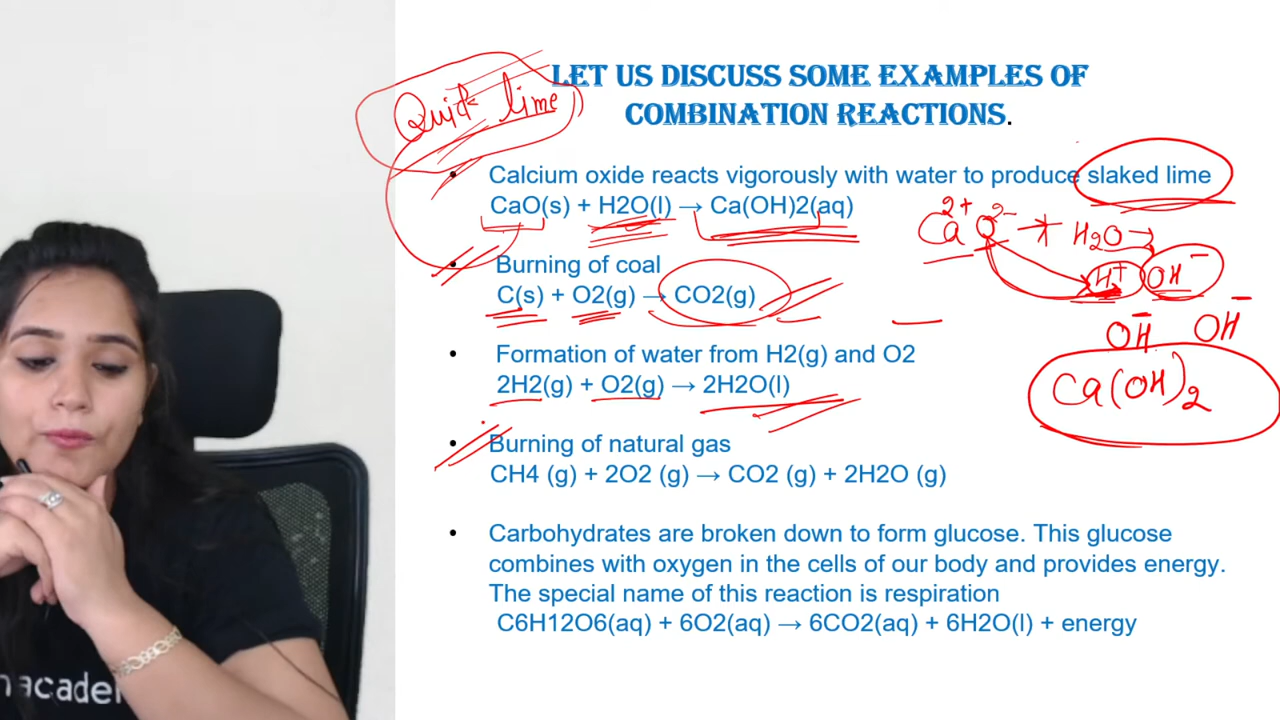 LET US DISCUSS SOME EXAMPLES OF
COMBINATION REACTIONS.
Quick lime
• Calcium oxide reacts vigorously with water to produce slaked lime
CaO(s) + H2O(l) → Ca(OH)2(aq)
Ca2+ O2- + H2O →
H+ OH-
OH- OH-
Ca(OH)2
• Burning of coal
C(s) + O2(g) → CO2(g)
• Formation of water from H2(g) and O2
2H2(g) + O2(g) → 2H2O(l)
• Burning of natural gas
CH4 (g) + 2O2 (g) → CO2 (g) + 2H2O (g)
• Carbohydrates are broken down to form glucose. This glucose
combines with oxygen in the cells of our body and provides energy.
The special name of this reaction is respiration
C6H12O6(aq) + 6O2(aq) → 6CO2(aq) + 6H2O(l) + energy
nacadem